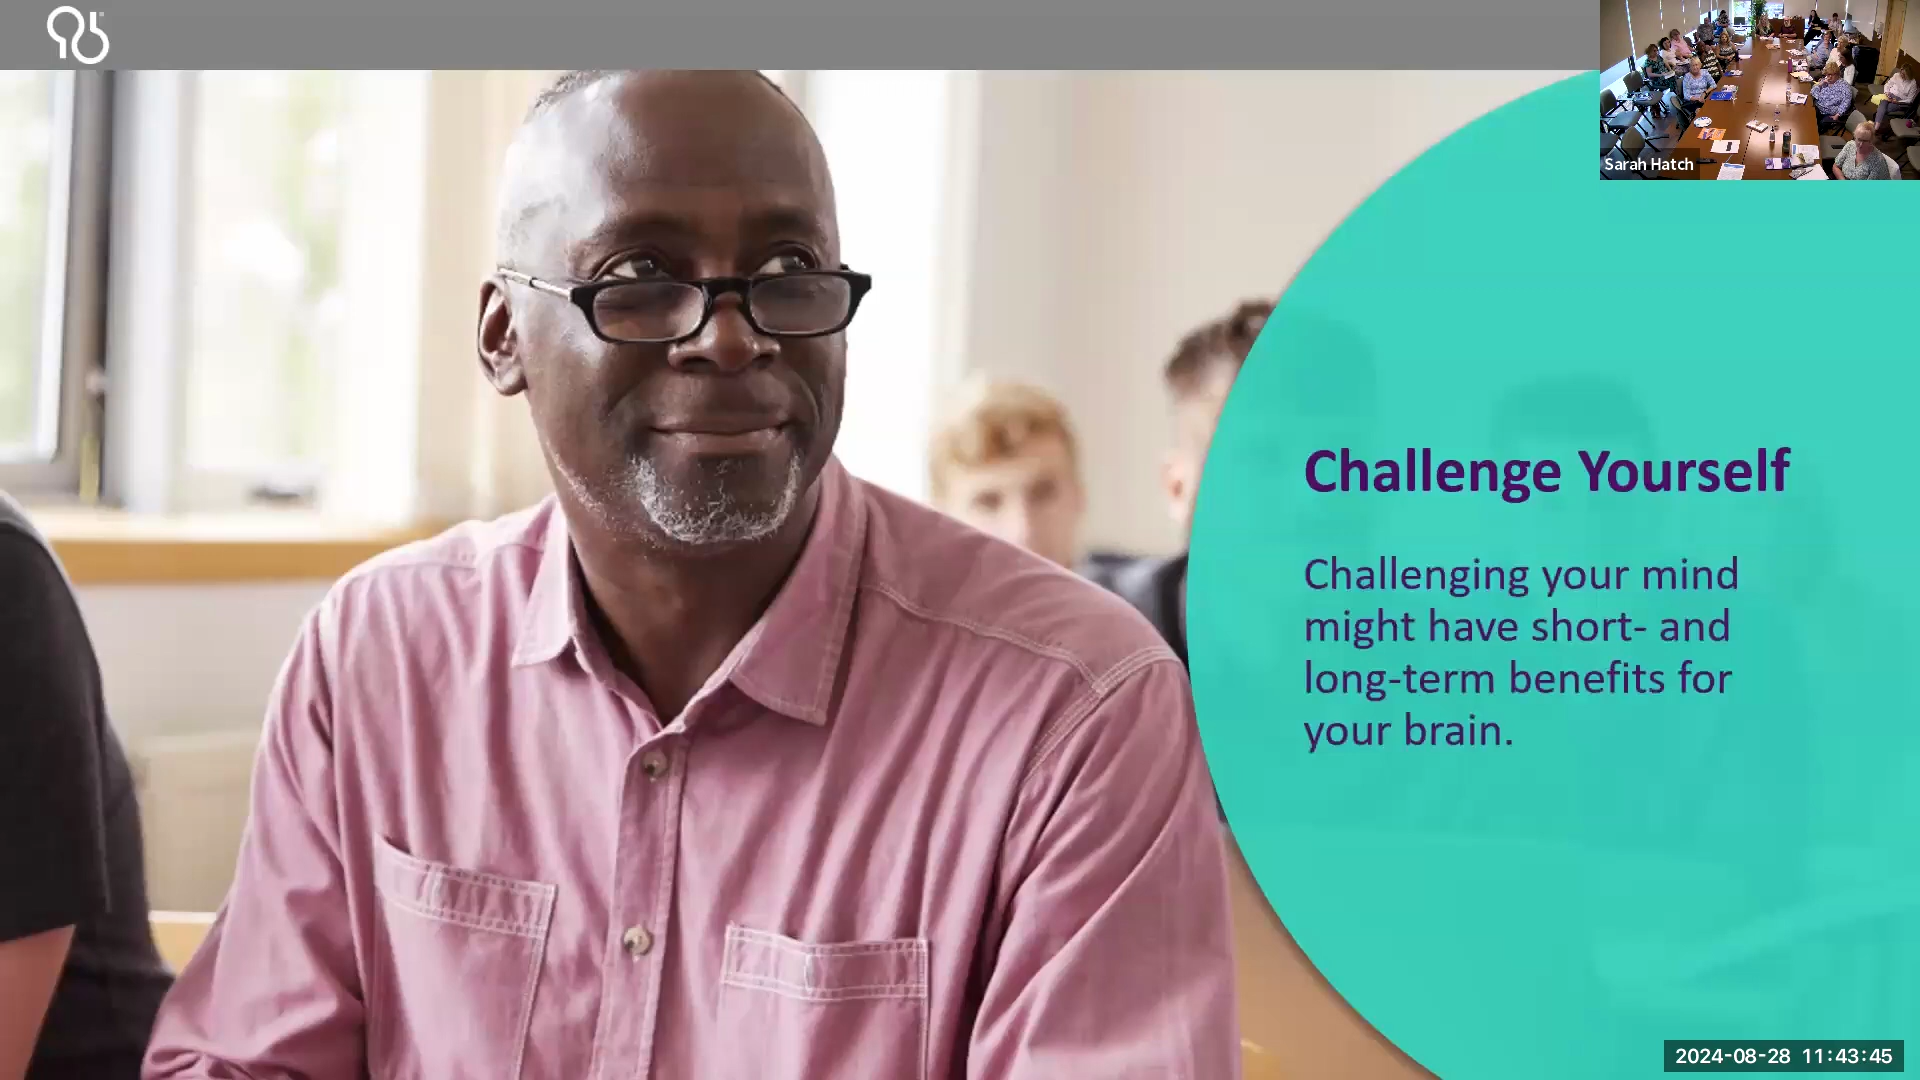 Sarah Hatch
Challenge Yourself
Challenging your mind
might have short- and
long-term benefits for
your brain.
2024-08-28 11:43:45